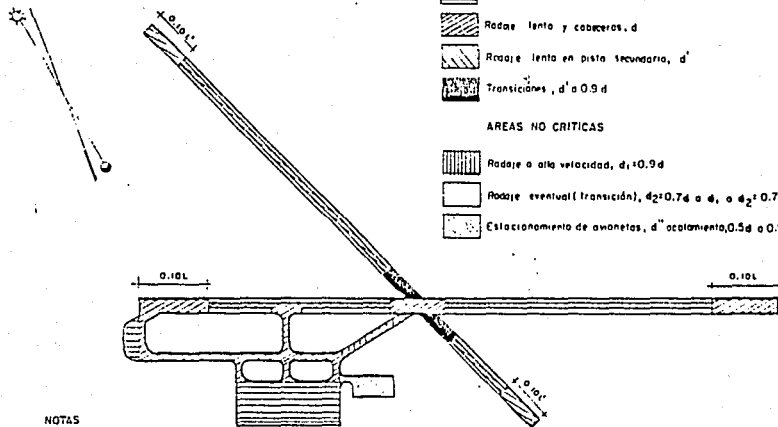 0.10L'
Rodaje lento y cabeceras, d
Rodaje lento en pista secundaria, d'
Transiciones, d' a 0.9 d
AREAS NO CRITICAS
Rodaje a alta velocidad, d₁=0.9d
Rodaje eventual (transición), d₂=0.7d a d, o d₂=0.7
Estacionamiento de avionetas, d" acotamiento, 0.5d a 0.
0.10L
0.10L
0.10L'
NOTAS